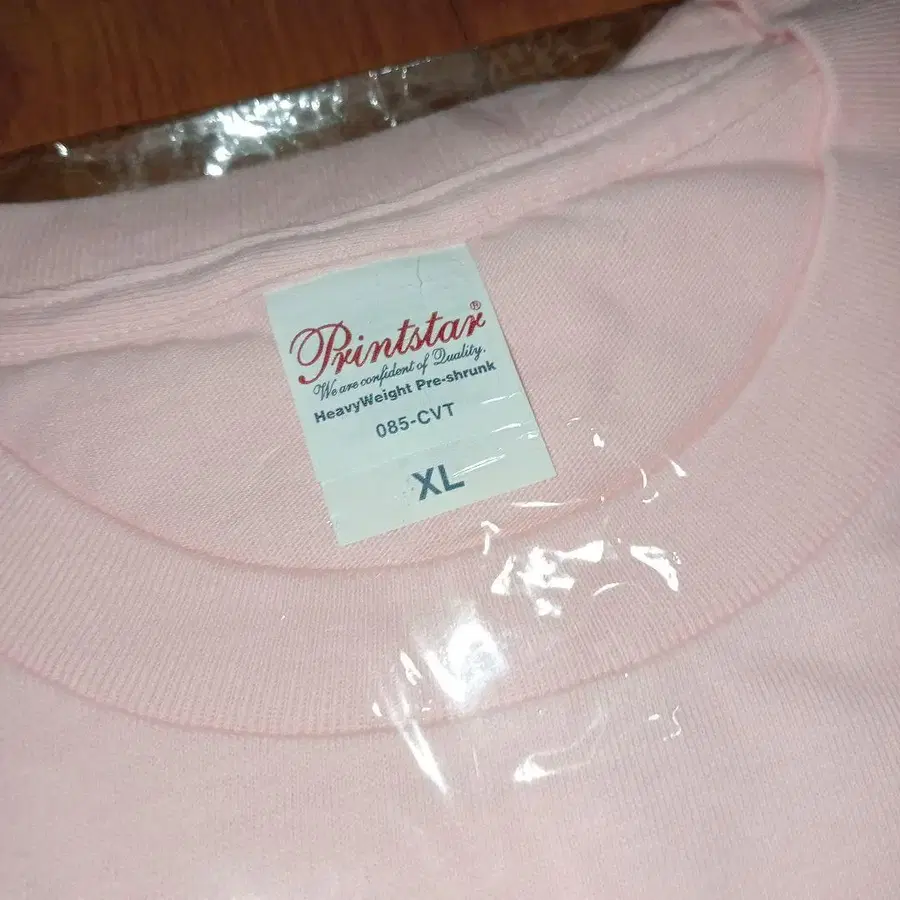 Printstar®
We are confident of Quality.
HeavyWeight Pre-shrunk
085-CVT
XL